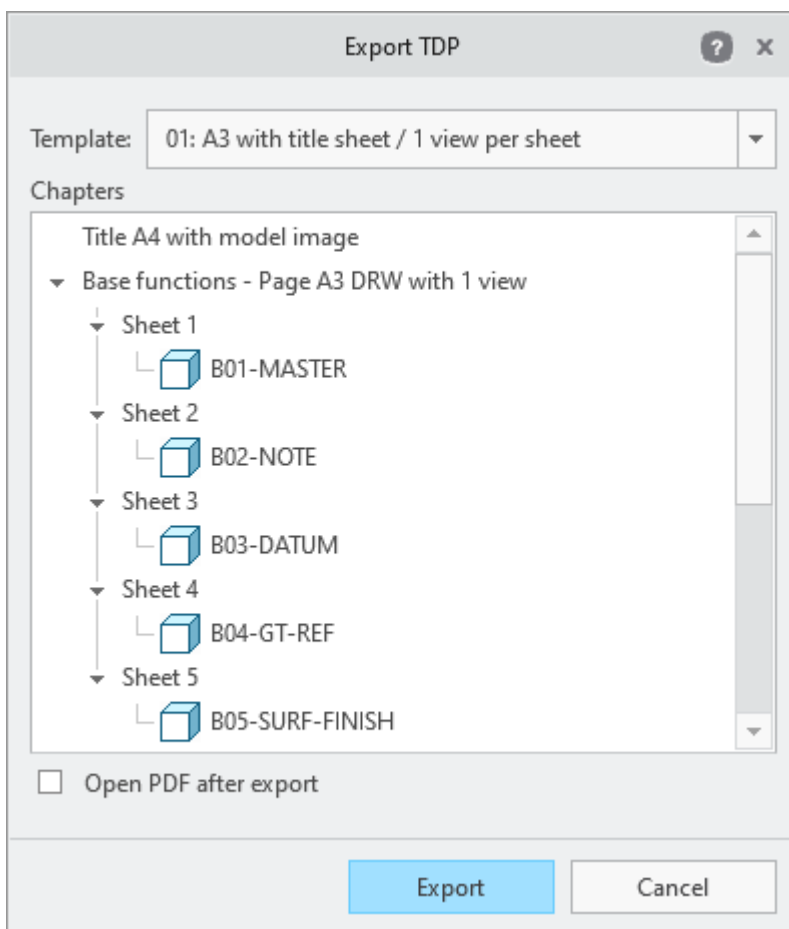 Export TDP
?
Template: 01: A3 with title sheet / 1 view per sheet
Chapters
Title A4 with model image
Base functions - Page A3 DRW with 1 view
Sheet 1
B01-MASTER
Sheet 2
B02-NOTE
Sheet 3
B03-DATUM
Sheet 4
B04-GT-REF
Sheet 5
B05-SURF-FINISH
Open PDF after export
Export Cancel